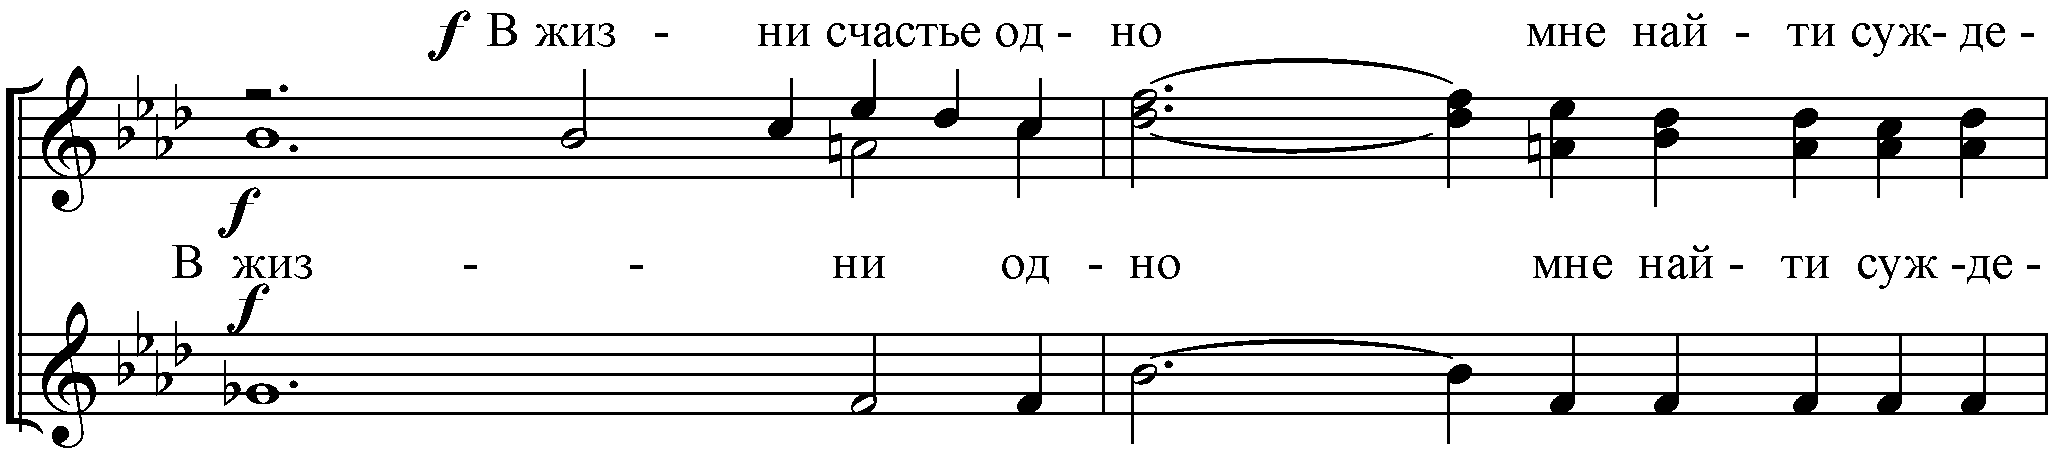 f В жиз - ни счастье од - но мне най - ти суж- де -
f
В жиз - - ни од - но мне най - ти суж -де -
f